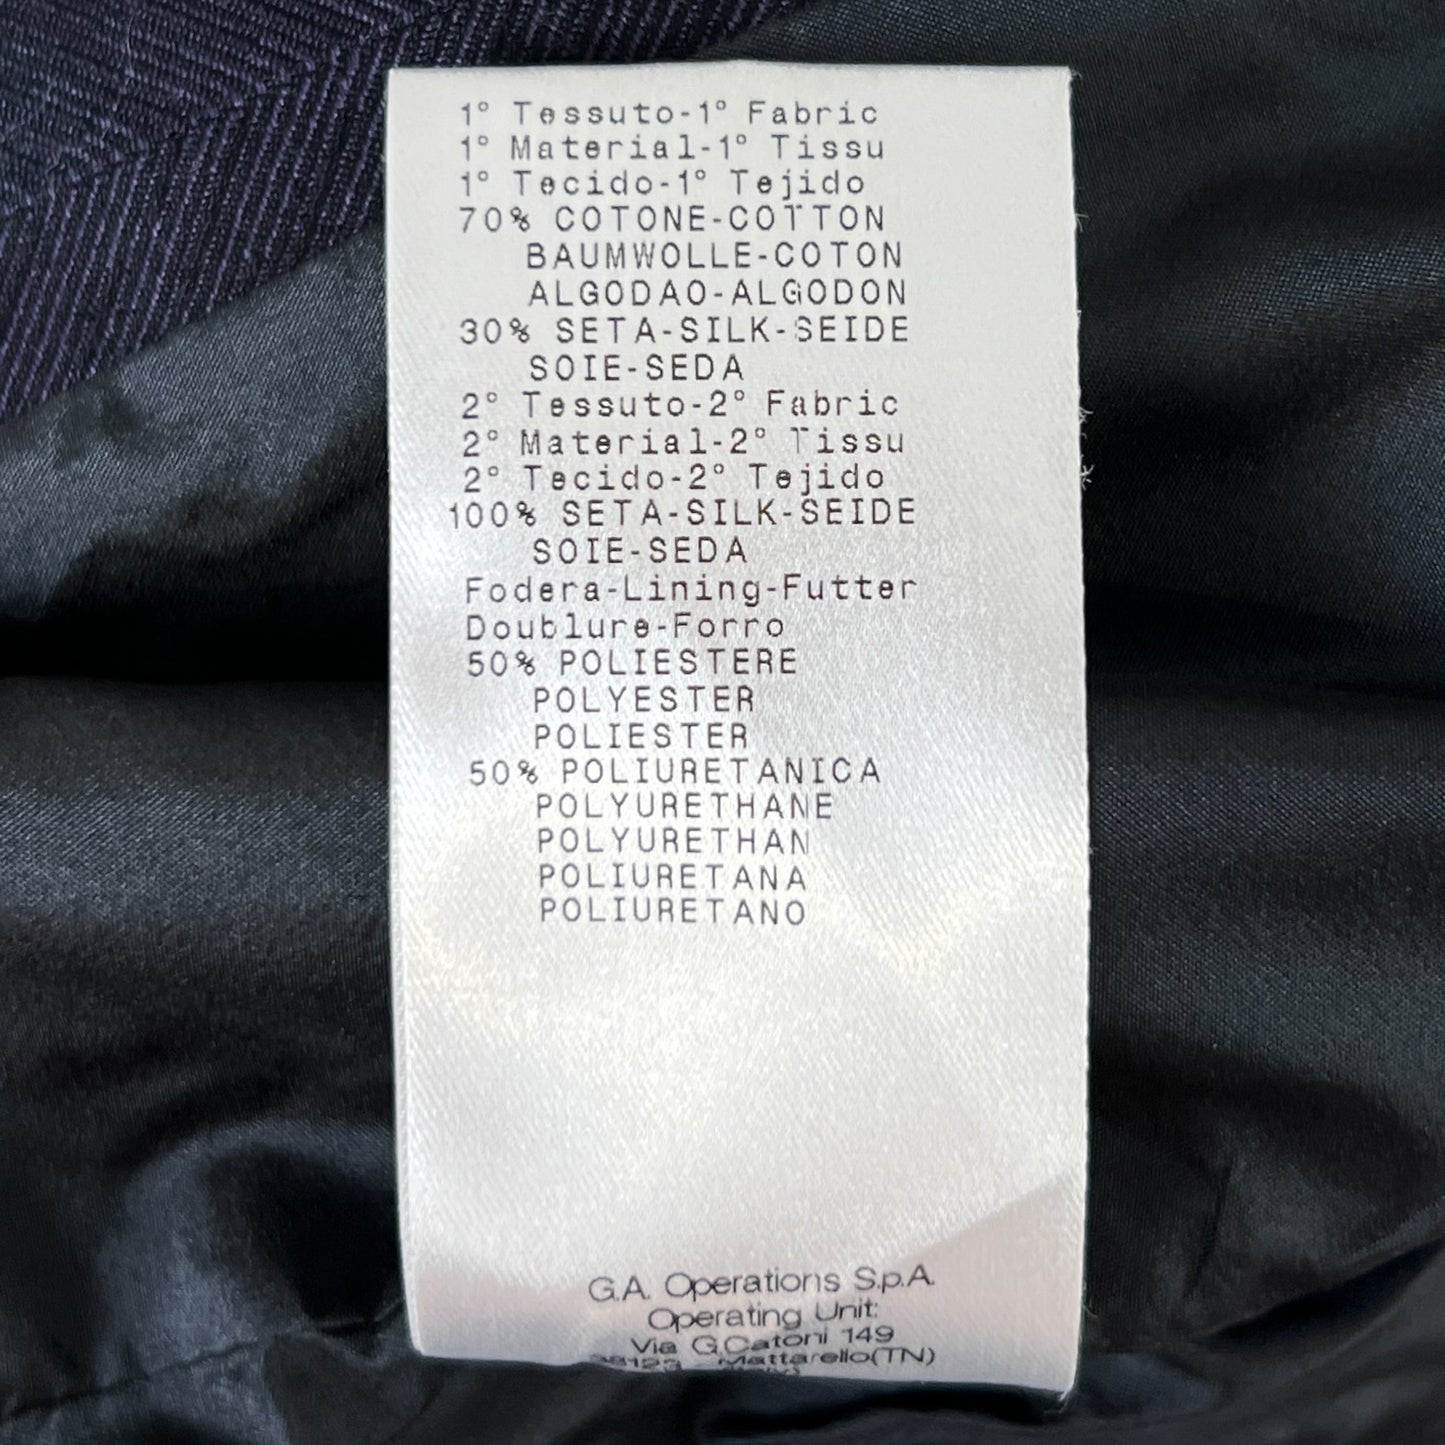 1° Tessuto-1° Fabric
1° Material-1° Tissu
1° Tecido-1° Tejido
70% COTONE-COTTON
BAUMWOLLE-COTON
ALGODAO-ALGODON
30% SETA-SILK-SEIDE
SOIE-SEDA
2° Tessuto-2° Fabric
2° Material-2° Tissu
2° Tecido-2° Tejido
100% SETA-SILK-SEIDE
SOIE-SEDA
Fodera-Lining-Futter
Doublure-Forro
50% POLIESTERE
POLYESTER
POLIESTER
50% POLIURETANICA
POLYURETHANE
POLYURETHAN
POLIURETANA
POLIURETANO
G.A. Operations S.p.A.
Operating Unit:
Via G.Catoni 149
38123 Mattarello(TN)